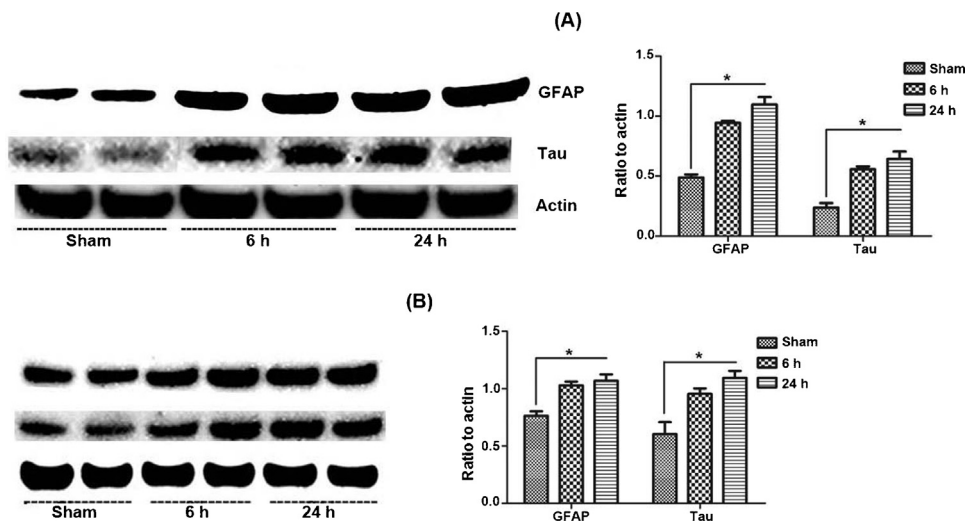 (A)
GFAP
Tau
Actin
Sham 6 h 24 h
Ratio to actin
1.5
1.0
0.5
0.0
GFAP Tau
*
*
Sham
6 h
24 h
(B)
Sham 6 h 24 h
Ratio to actin
1.5
1.0
0.5
0.0
GFAP Tau
*
*
Sham
6 h
24 h